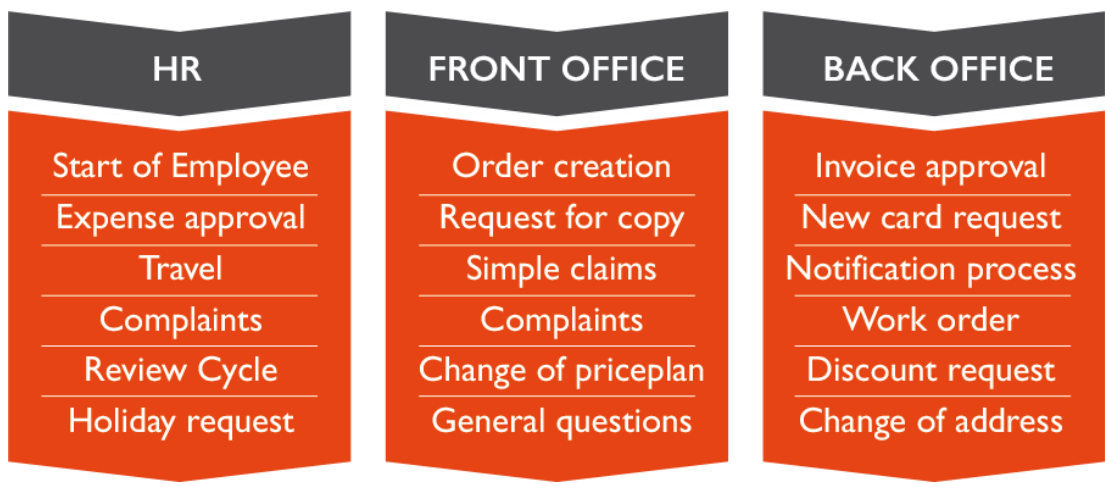 HR
Start of Employee
Expense approval
Travel
Complaints
Review Cycle
Holiday request
FRONT OFFICE
Order creation
Request for copy
Simple claims
Complaints
Change of priceplan
General questions
BACK OFFICE
Invoice approval
New card request
Notification process
Work order
Discount request
Change of address